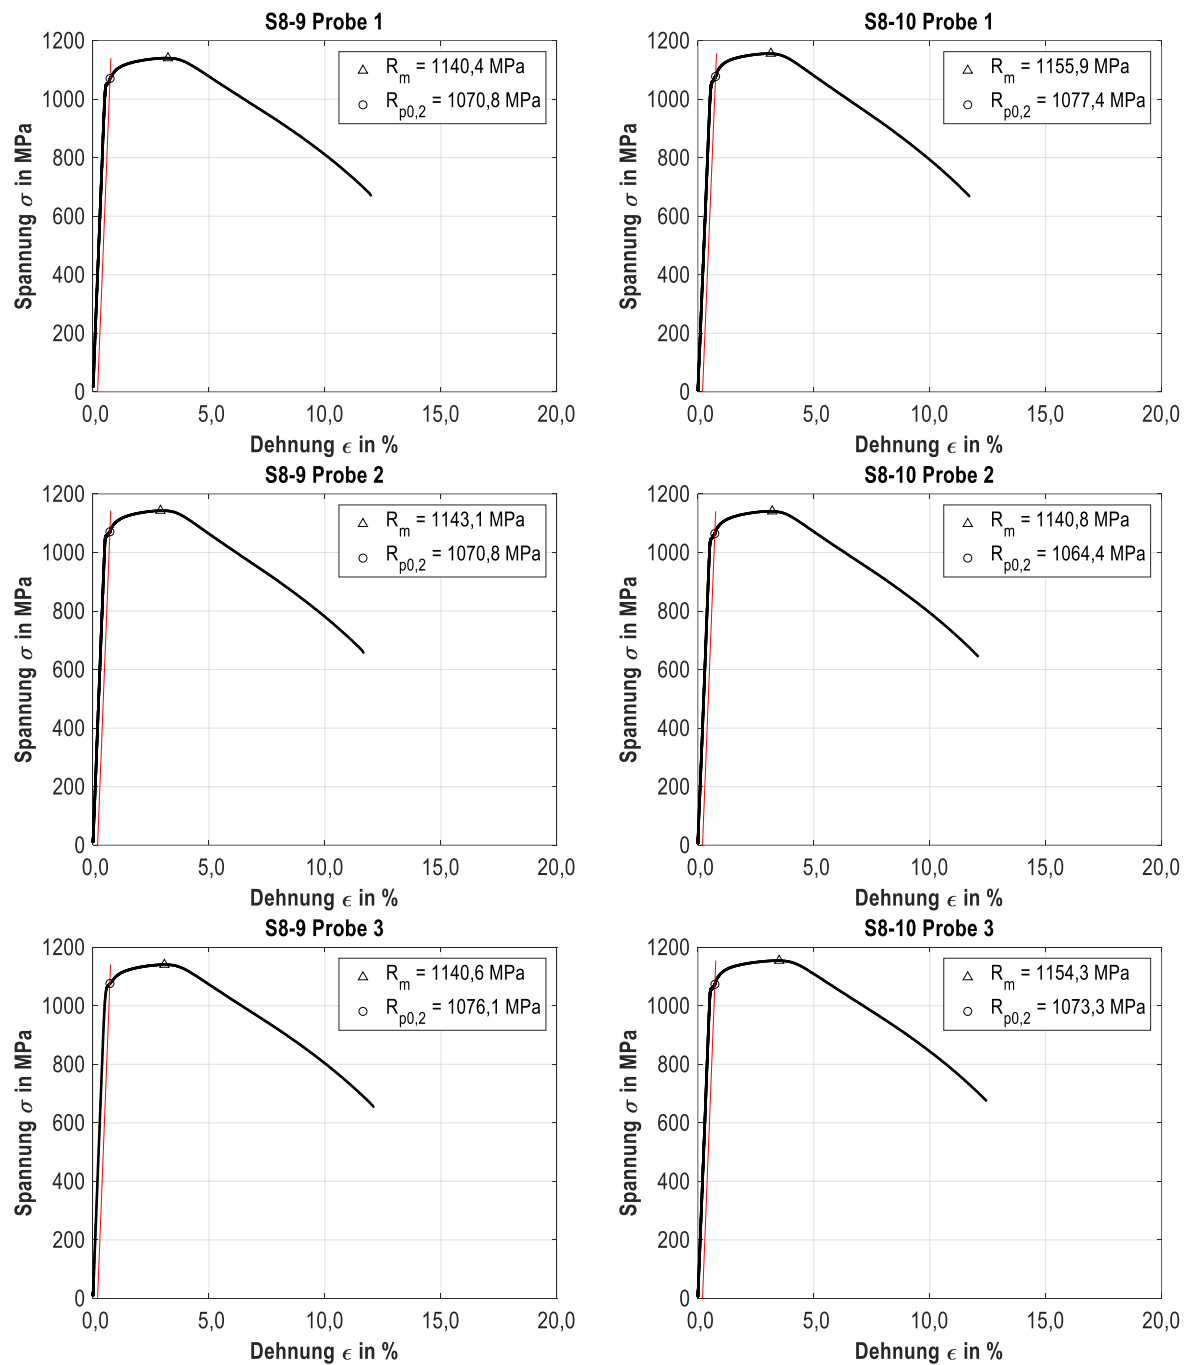 S8-9 Probe 1
1200
1000
800
600
400
200
0
Spannung σ in MPa
△ R_m = 1140,4 MPa
○ R_p0,2 = 1070,8 MPa
0,0 5,0 10,0 15,0 20,0
Dehnung ϵ in %
S8-10 Probe 1
1200
1000
800
600
400
200
0
Spannung σ in MPa
△ R_m = 1155,9 MPa
○ R_p0,2 = 1077,4 MPa
0,0 5,0 10,0 15,0 20,0
Dehnung ϵ in %
S8-9 Probe 2
1200
1000
800
600
400
200
0
Spannung σ in MPa
△ R_m = 1143,1 MPa
○ R_p0,2 = 1070,8 MPa
0,0 5,0 10,0 15,0 20,0
Dehnung ϵ in %
S8-10 Probe 2
1200
1000
800
600
400
200
0
Spannung σ in MPa
△ R_m = 1140,8 MPa
○ R_p0,2 = 1064,4 MPa
0,0 5,0 10,0 15,0 20,0
Dehnung ϵ in %
S8-9 Probe 3
1200
1000
800
600
400
200
0
Spannung σ in MPa
△ R_m = 1140,6 MPa
○ R_p0,2 = 1076,1 MPa
0,0 5,0 10,0 15,0 20,0
Dehnung ϵ in %
S8-10 Probe 3
1200
1000
800
600
400
200
0
Spannung σ in MPa
△ R_m = 1154,3 MPa
○ R_p0,2 = 1073,3 MPa
0,0 5,0 10,0 15,0 20,0
Dehnung ϵ in %